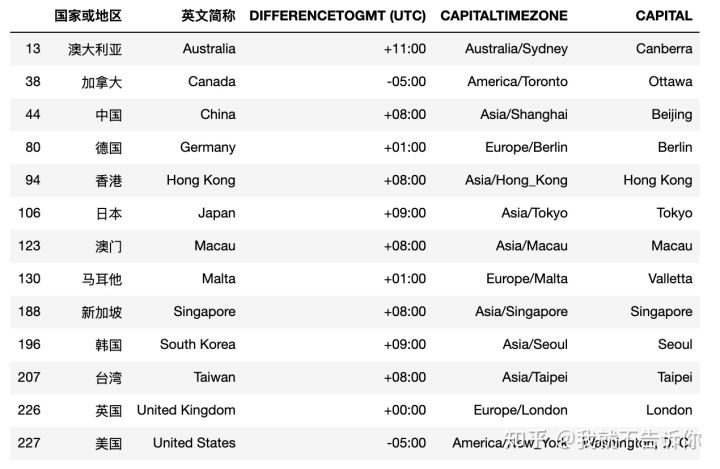 国家或地区 英文简称 DIFFERENCETOGMT (UTC) CAPITALTIMEZONE CAPITAL
13 澳大利亚 Australia +11:00 Australia/Sydney Canberra
38 加拿大 Canada -05:00 America/Toronto Ottawa
44 中国 China +08:00 Asia/Shanghai Beijing
80 德国 Germany +01:00 Europe/Berlin Berlin
94 香港 Hong Kong +08:00 Asia/Hong_Kong Hong Kong
106 日本 Japan +09:00 Asia/Tokyo Tokyo
123 澳门 Macau +08:00 Asia/Macau Macau
130 马耳他 Malta +01:00 Europe/Malta Valletta
188 新加坡 Singapore +08:00 Asia/Singapore Singapore
196 韩国 South Korea +09:00 Asia/Seoul Seoul
207 台湾 Taiwan +08:00 Asia/Taipei Taipei
226 英国 United Kingdom +00:00 Europe/London London
227 美国 United States -05:00 America/New_York Washington, D.C.
知乎 @我就不告诉你